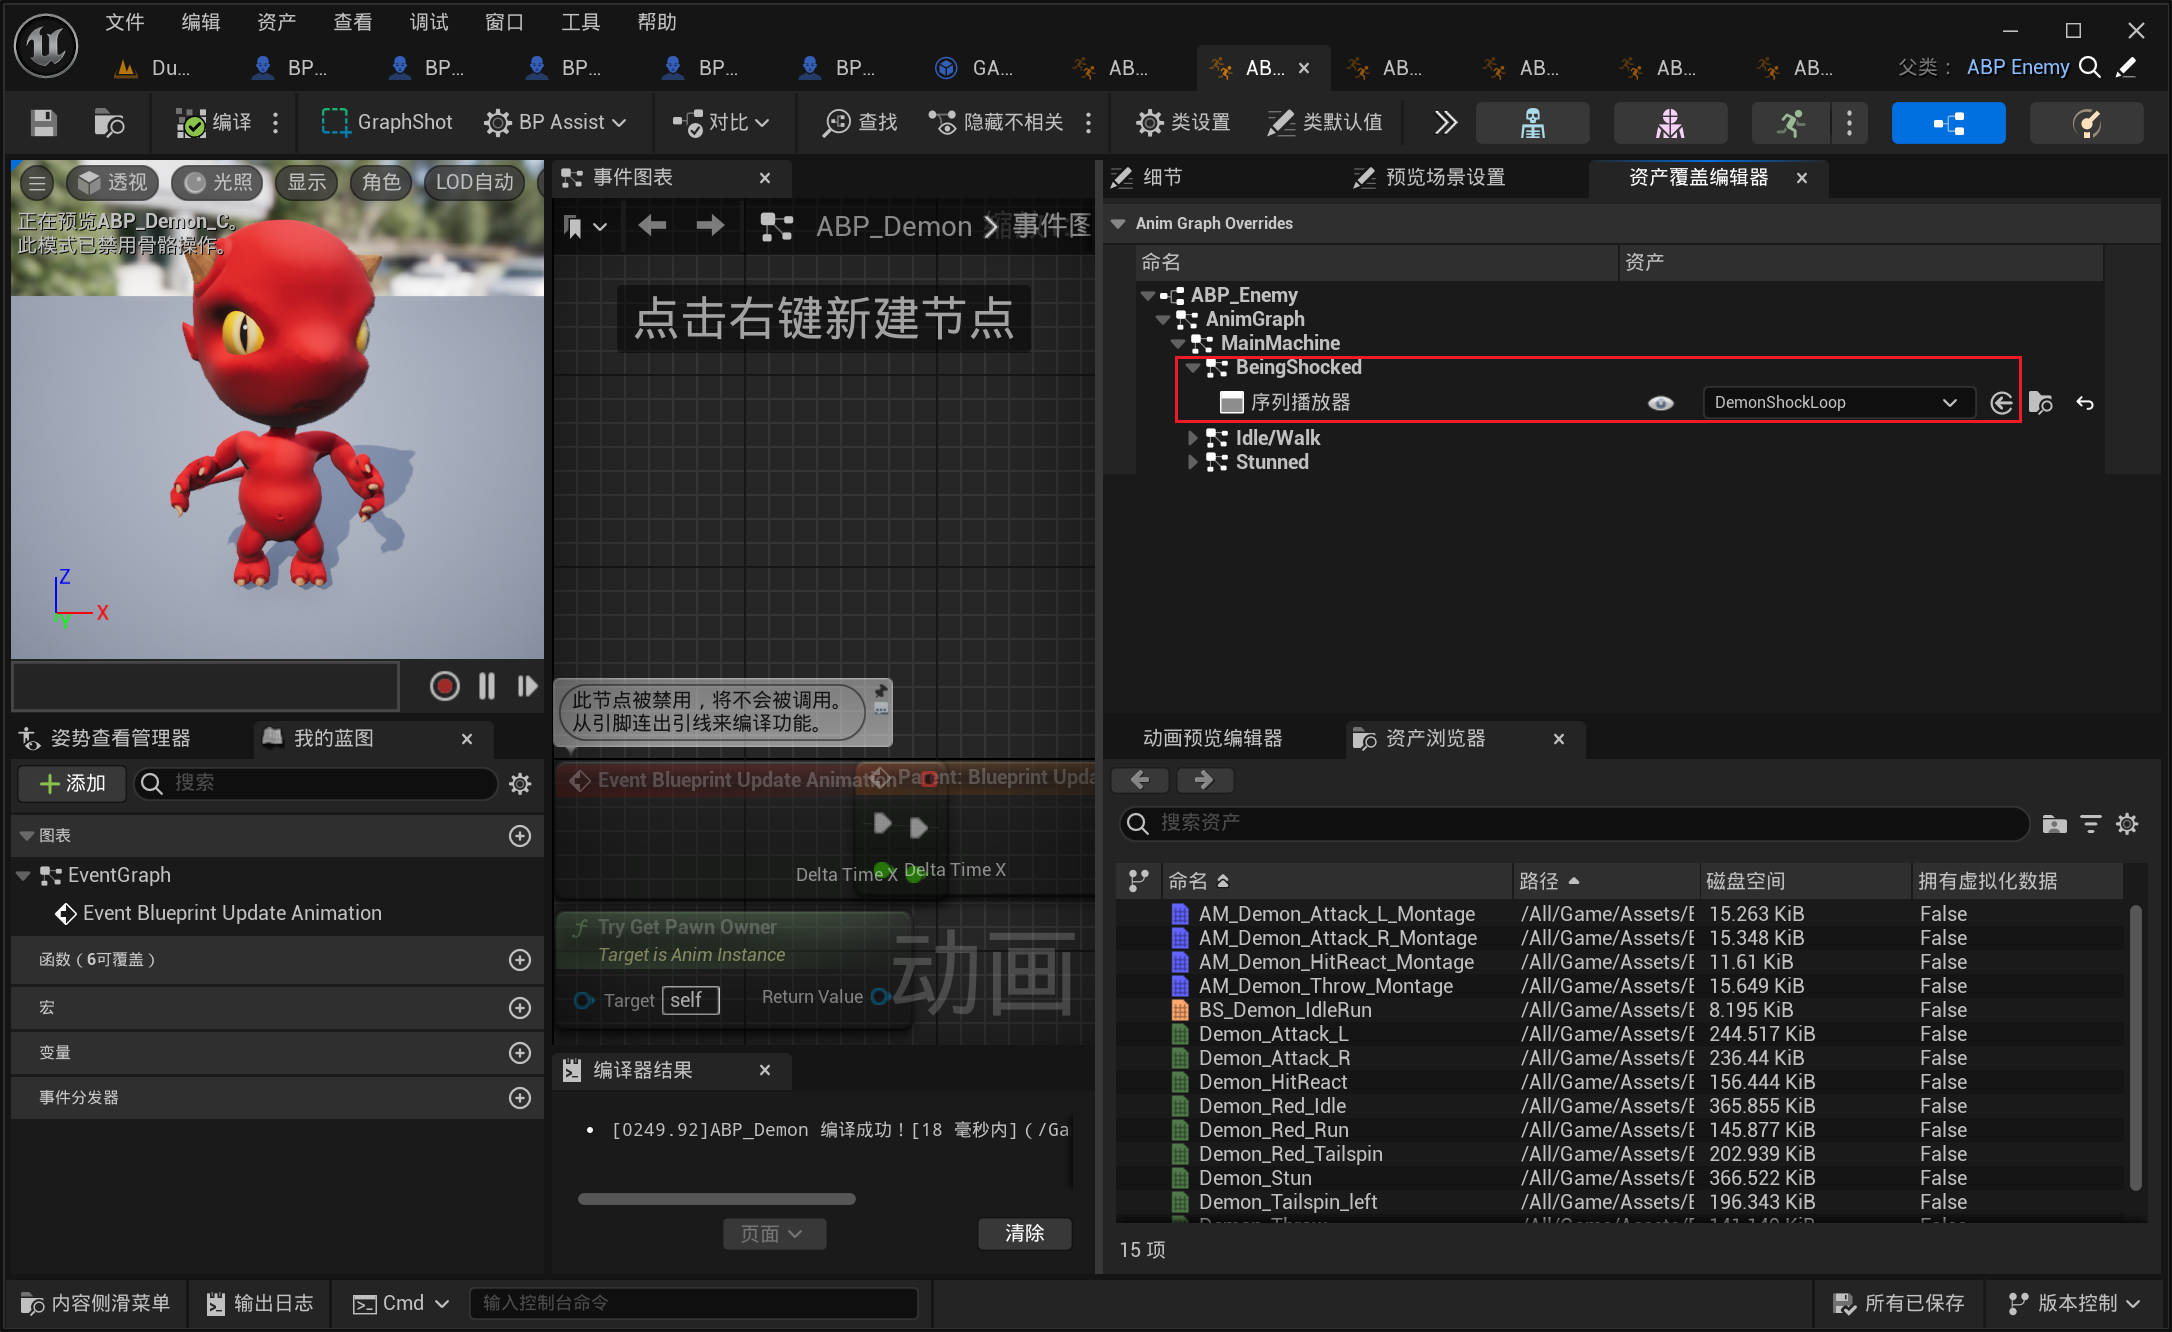 文件 编辑 资产 查看 调试 窗口 工具 帮助
Du... BP... BP... BP... BP... BP... GA... AB... AB... AB... AB... AB... AB... 父类： ABP Enemy
编译 GraphShot BP Assist 对比 查找 隐藏不相关 类设置 类默认值
透视 光照 显示 角色 LOD自动
正在预览ABP_Demon_C。
此模式已禁用骨骼操作。
Z
X
Y
姿势查看管理器 我的蓝图
添加 搜索
图表
EventGraph
Event Blueprint Update Animation
函数（6可覆盖）
宏
变量
事件分发器
事件图表
ABP_Demon 事件图
点击右键新建节点
此节点被禁用，将不会被调用。
从引脚连出引线来编译功能。
Event Blueprint Update Animation Parent: Blueprint Upda
Delta Time X Delta Time X
Try Get Pawn Owner
Target is Anim Instance
Target self Return Value
动画
编译器结果
[0249.92]ABP_Demon 编译成功！[18 毫秒内]（/Ga
页面 清除
细节 预览场景设置 资产覆盖编辑器
Anim Graph Overrides
命名 资产
ABP_Enemy
AnimGraph
MainMachine
BeingShocked
序列播放器 DemonShockLoop
Idle/Walk
Stunned
动画预览编辑器 资产浏览器
搜索资产
命名 路径 磁盘空间 拥有虚拟化数据
AM_Demon_Attack_L_Montage /All/Game/Assets/E 15.263 KiB False
AM_Demon_Attack_R_Montage /All/Game/Assets/E 15.348 KiB False
AM_Demon_HitReact_Montage /All/Game/Assets/E 11.61 KiB False
AM_Demon_Throw_Montage /All/Game/Assets/E 15.649 KiB False
BS_Demon_IdleRun /All/Game/Assets/E 8.195 KiB False
Demon_Attack_L /All/Game/Assets/E 244.517 KiB False
Demon_Attack_R /All/Game/Assets/E 236.44 KiB False
Demon_HitReact /All/Game/Assets/E 156.444 KiB False
Demon_Red_Idle /All/Game/Assets/E 365.855 KiB False
Demon_Red_Run /All/Game/Assets/E 145.877 KiB False
Demon_Red_Tailspin /All/Game/Assets/E 202.939 KiB False
Demon_Stun /All/Game/Assets/E 366.522 KiB False
Demon_Tailspin_left /All/Game/Assets/E 196.343 KiB False
15 项
内容侧滑菜单 输出日志 Cmd 输入控制台命令 所有已保存 版本控制